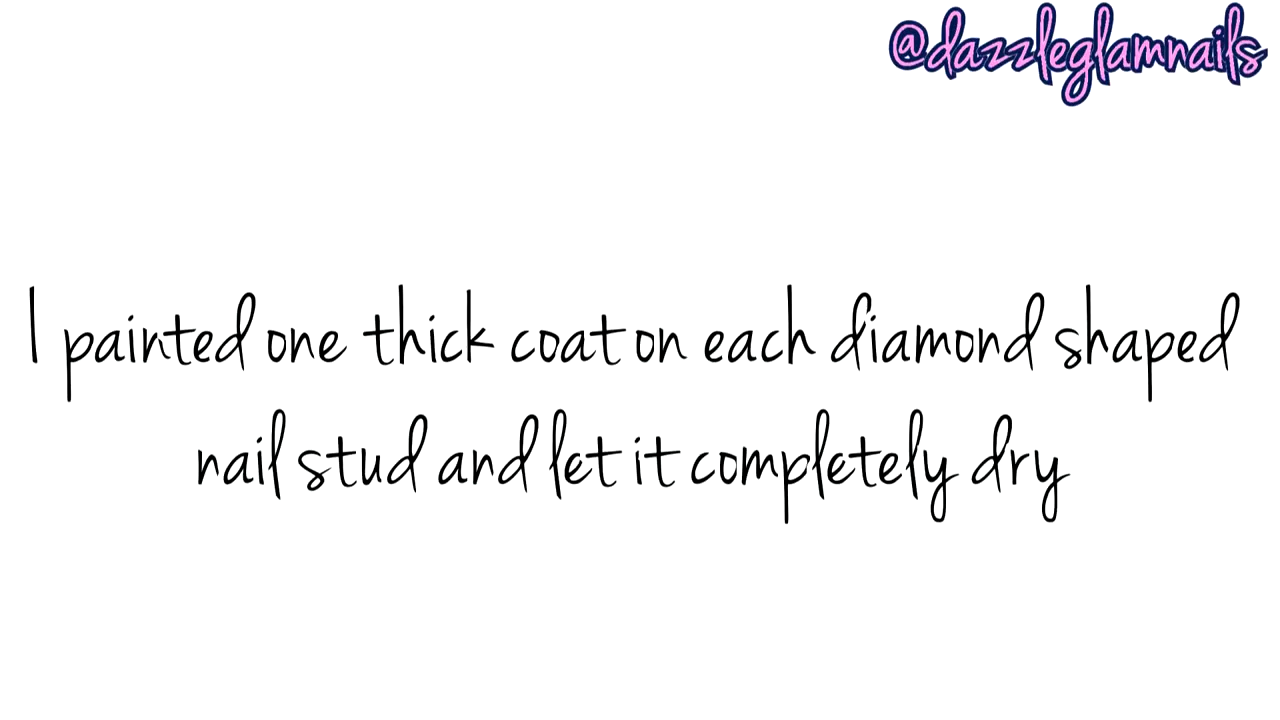 @dazzleglamnails
I painted one thick coat on each diamond shaped
nail stud and let it completely dry